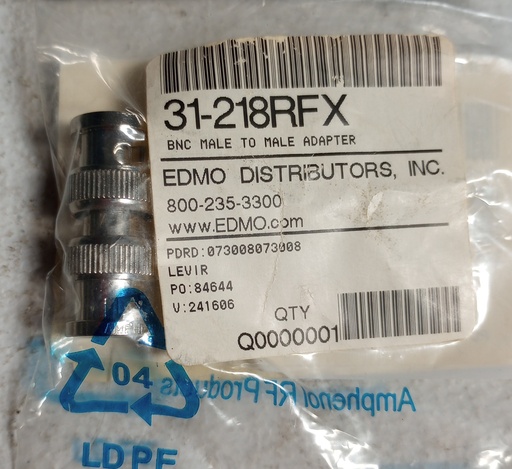 31-218RFX
BNC MALE TO MALE ADAPTER
EDMO DISTRIBUTORS, INC.
800-235-3300
www.EDMO.com
PDRD:073008073008
LEVIR
PO:84644
V:241606
QTY
Q0000001
04
LDPE
Amphenol RF Products